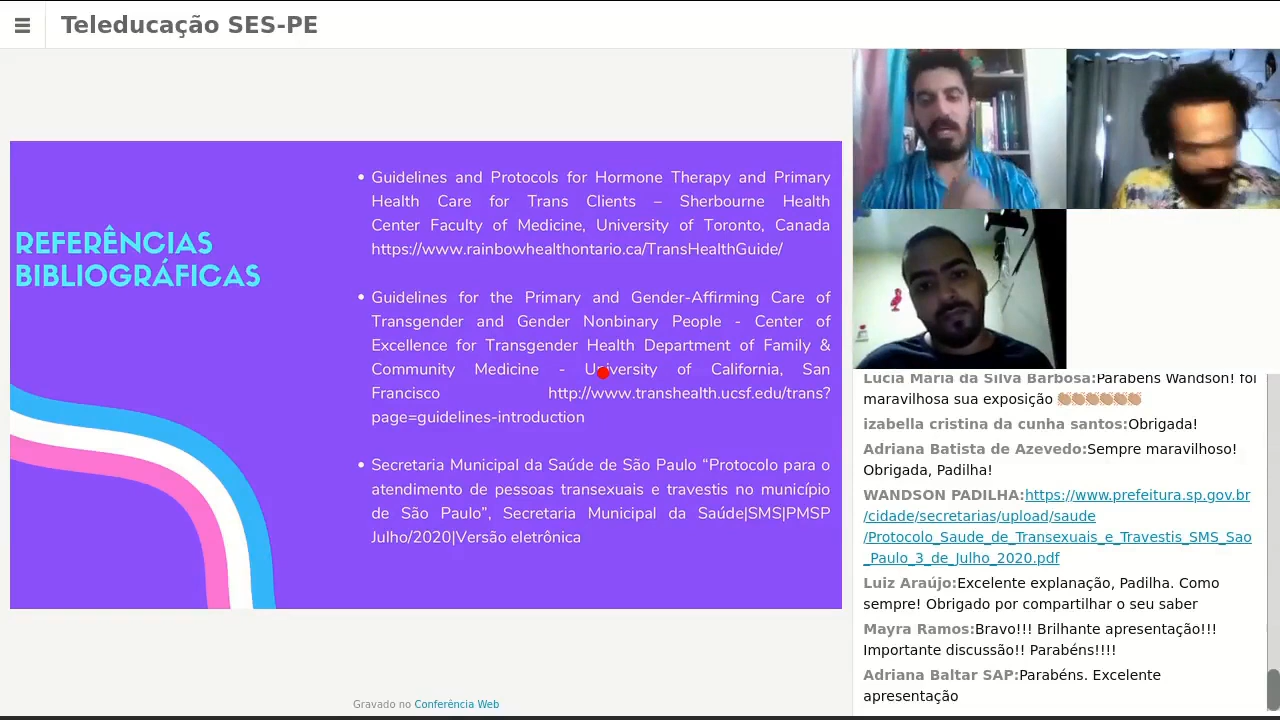 Teleducação SES-PE
REFERÊNCIAS
BIBLIOGRÁFICAS
Guidelines and Protocols for Hormone Therapy and Primary
Health Care for Trans Clients – Sherbourne Health
Center Faculty of Medicine, University of Toronto, Canada
https://www.rainbowhealthontario.ca/TransHealthGuide/
Guidelines for the Primary and Gender-Affirming Care of
Transgender and Gender Nonbinary People - Center of
Excellence for Transgender Health Department of Family &
Community Medicine - University of California, San
Francisco http://www.transhealth.ucsf.edu/trans?
page=guidelines-introduction
Secretaria Municipal da Saúde de São Paulo “Protocolo para o
atendimento de pessoas transexuais e travestis no município
de São Paulo”, Secretaria Municipal da Saúde|SMS|PMSP
Julho/2020|Versão eletrônica
Gravado no Conferência Web
Lucia Maria da Silva Barbosa:Parabens Wandson! foi
maravilhosa sua exposição 👏🏽👏🏽👏🏽👏🏽👏🏽👏🏽
izabella cristina da cunha santos:Obrigada!
Adriana Batista de Azevedo:Sempre maravilhoso!
Obrigada, Padilha!
WANDSON PADILHA:https://www.prefeitura.sp.gov.br
/cidade/secretarias/upload/saude
/Protocolo_Saude_de_Transexuais_e_Travestis_SMS_Sao
_Paulo_3_de_Julho_2020.pdf
Luiz Araújo:Excelente explanação, Padilha. Como
sempre! Obrigado por compartilhar o seu saber
Mayra Ramos:Bravo!!! Brilhante apresentação!!!
Importante discussão!! Parabéns!!!!
Adriana Baltar SAP:Parabéns. Excelente
apresentação